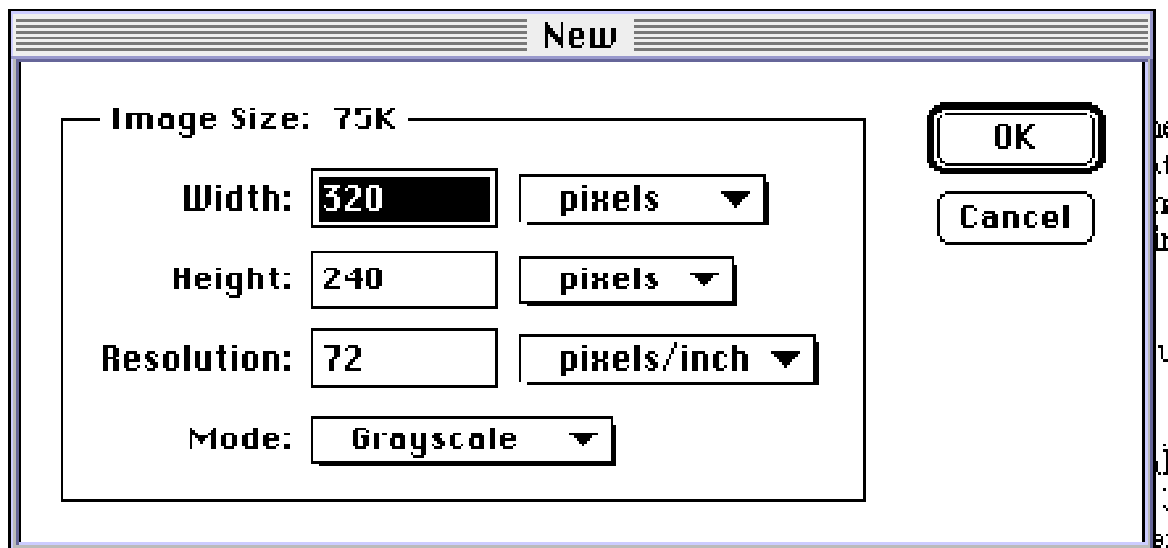 New
Image Size: 75K
Width: 320 pixels
Height: 240 pixels
Resolution: 72 pixels/inch
Mode: Grayscale
OK
Cancel